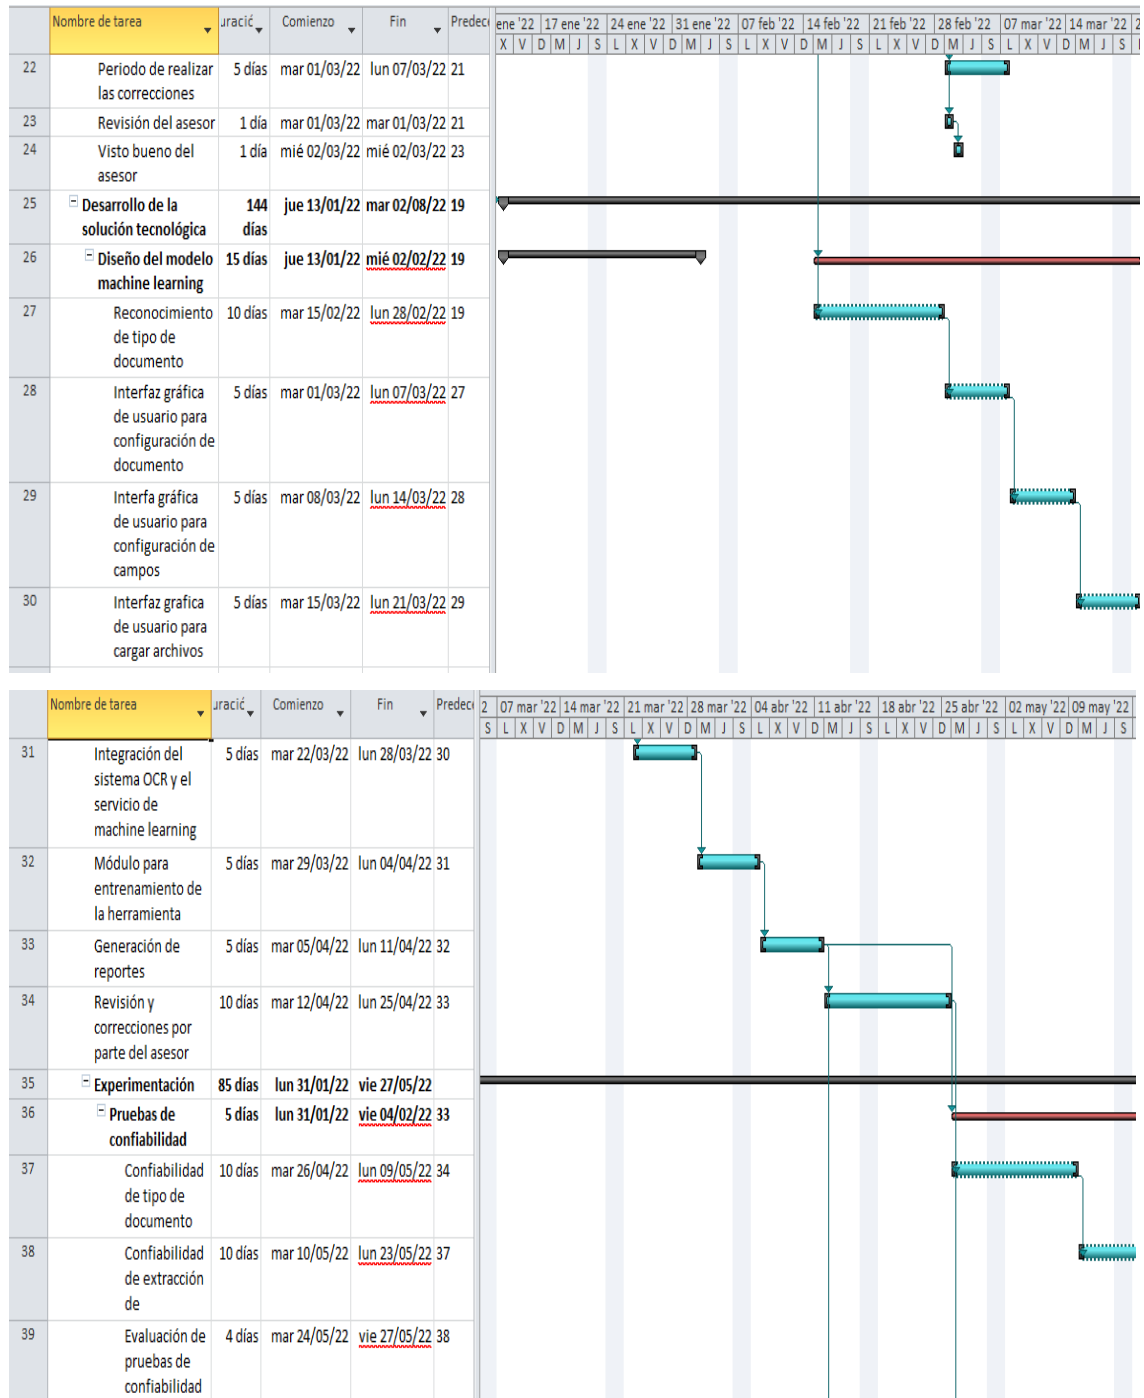 Nombre de tarea uració Comienzo Fin Predece
ene '22 17 ene '22 24 ene '22 31 ene '22 07 feb '22 14 feb '22 21 feb '22 28 feb '22 07 mar '22 14 mar '22 2
X V D M J S L X V D M J S L X V D M J S L X V D M J S L X V D M J S
22 Periodo de realizar 5 días mar 01/03/22 lun 07/03/22 21
las correcciones
23 Revisión del asesor 1 día mar 01/03/22 mar 01/03/22 21
24 Visto bueno del 1 día mié 02/03/22 mié 02/03/22 23
asesor
25 Desarrollo de la 144 jue 13/01/22 mar 02/08/22 19
solución tecnológica días
26 Diseño del modelo 15 días jue 13/01/22 mié 02/02/22 19
machine learning
27 Reconocimiento 10 días mar 15/02/22 lun 28/02/22 19
de tipo de
documento
28 Interfaz gráfica 5 días mar 01/03/22 lun 07/03/22 27
de usuario para
configuración de
documento
29 Interfa gráfica 5 días mar 08/03/22 lun 14/03/22 28
de usuario para
configuración de
campos
30 Interfaz grafica 5 días mar 15/03/22 lun 21/03/22 29
de usuario para
cargar archivos
Nombre de tarea uració Comienzo Fin Predece
2 07 mar '22 14 mar '22 21 mar '22 28 mar '22 04 abr '22 11 abr '22 18 abr '22 25 abr '22 02 may '22 09 may '22
S L X V D M J S L X V D M J S L X V D M J S L X V D M J S L X V D M J S
31 Integración del 5 días mar 22/03/22 lun 28/03/22 30
sistema OCR y el
servicio de
machine learning
32 Módulo para 5 días mar 29/03/22 lun 04/04/22 31
entrenamiento de
la herramienta
33 Generación de 5 días mar 05/04/22 lun 11/04/22 32
reportes
34 Revisión y 10 días mar 12/04/22 lun 25/04/22 33
correcciones por
parte del asesor
35 Experimentación 85 días lun 31/01/22 vie 27/05/22
36 Pruebas de 5 días lun 31/01/22 vie 04/02/22 33
confiabilidad
37 Confiabilidad 10 días mar 26/04/22 lun 09/05/22 34
de tipo de
documento
38 Confiabilidad 10 días mar 10/05/22 lun 23/05/22 37
de extracción
de
39 Evaluación de 4 días mar 24/05/22 vie 27/05/22 38
pruebas de
confiabilidad